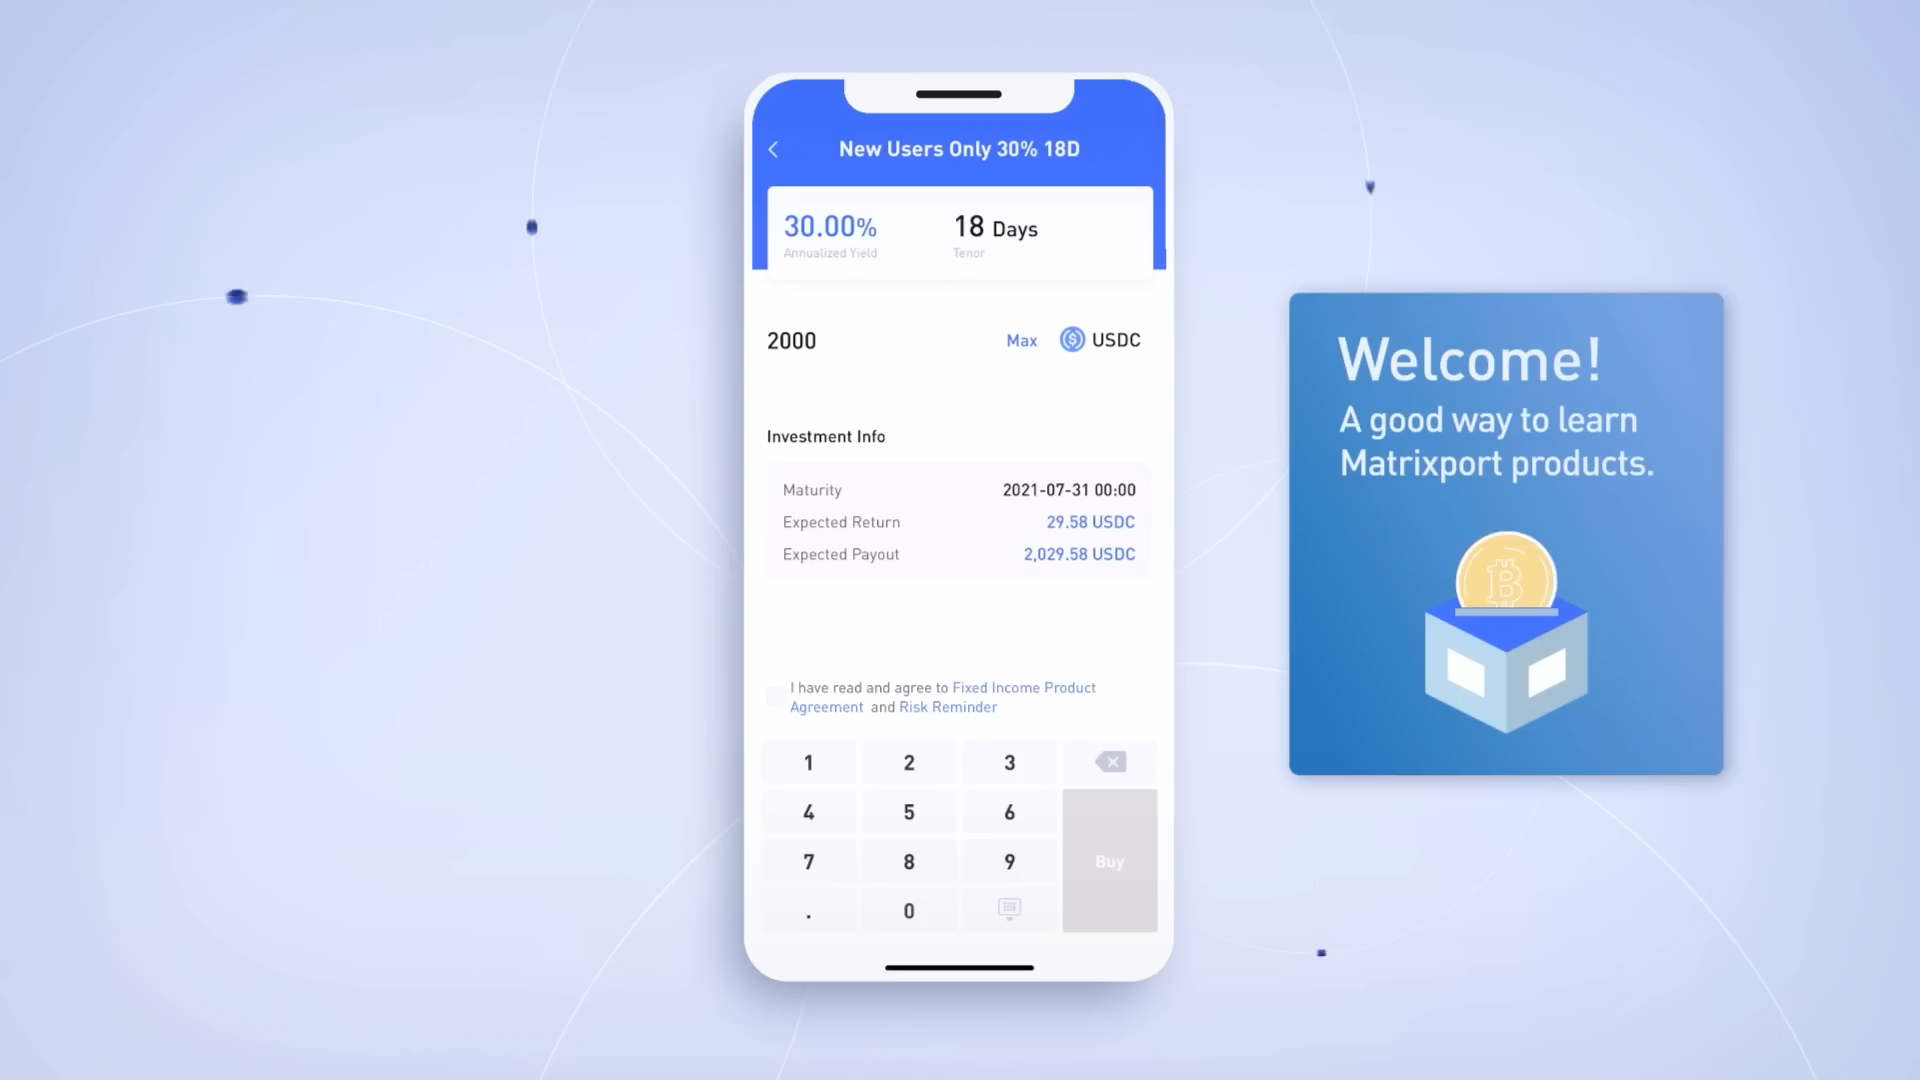 New Users Only 30% 18D
30.00%
18 Days
Annualized Yield
Tenor
2000
Max
USDC
Investment Info
Maturity
2021-07-31 00:00
Expected Return
29.58 USDC
Expected Payout
2,029.58 USDC
I have read and agree to Fixed Income Product
Agreement and Risk Reminder
1 2 3
4 5 6
7 8 9
Buy
. 0
Welcome!
A good way to learn
Matrixport products.